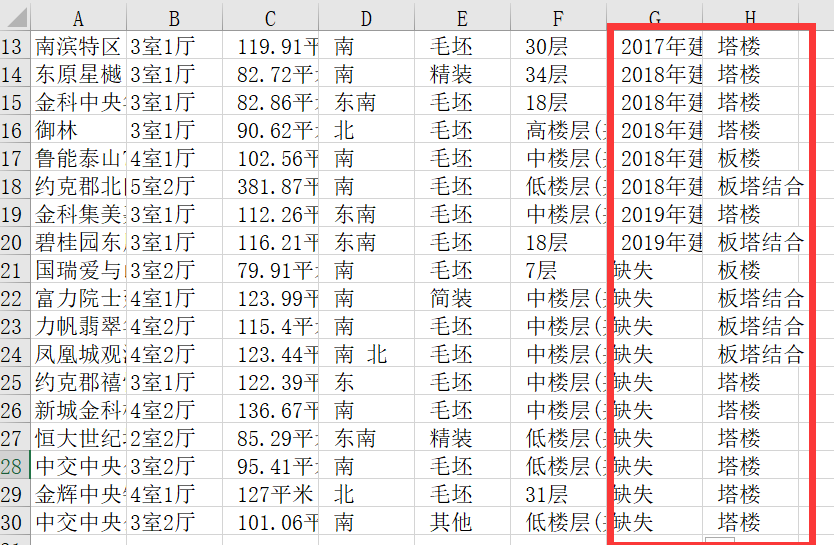 A B C D E F G H
13 南滨特区 3室1厅 119.91平 南 毛坯 30层 2017年建 塔楼
14 东原星樾 3室1厅 82.72平 南 精装 34层 2018年建 塔楼
15 金科中央 3室1厅 82.86平 东南 毛坯 18层 2018年建 塔楼
16 御林 3室1厅 90.62平 北 毛坯 高楼层( 2018年建 塔楼
17 鲁能泰山 4室1厅 102.56平 南 毛坯 中楼层( 2018年建 板楼
18 约克郡北 5室2厅 381.87平 南 毛坯 低楼层( 2018年建 板塔结合
19 金科集美 3室1厅 112.26平 东南 毛坯 中楼层( 2019年建 塔楼
20 碧桂园东 3室1厅 116.21平 东南 毛坯 18层 2019年建 板塔结合
21 国瑞爱与 3室2厅 79.91平 南 毛坯 7层 缺失 板楼
22 富力院士 4室1厅 123.99平 南 简装 中楼层( 缺失 板塔结合
23 力帆翡翠 4室2厅 115.4平 南 毛坯 中楼层( 缺失 板塔结合
24 凤凰城观 4室2厅 123.44平 南 北 毛坯 中楼层( 缺失 板塔结合
25 约克郡禧 3室1厅 122.39平 东 毛坯 中楼层( 缺失 塔楼
26 新城金科 4室2厅 136.67平 南 毛坯 中楼层( 缺失 塔楼
27 恒大世纪 2室2厅 85.29平 东南 精装 低楼层( 缺失 塔楼
28 中交中央 3室2厅 95.41平 南 毛坯 低楼层( 缺失 塔楼
29 金辉中央 4室1厅 127平米 北 毛坯 31层 缺失 塔楼
30 中交中央 3室2厅 101.06平 南 其他 低楼层( 缺失 塔楼